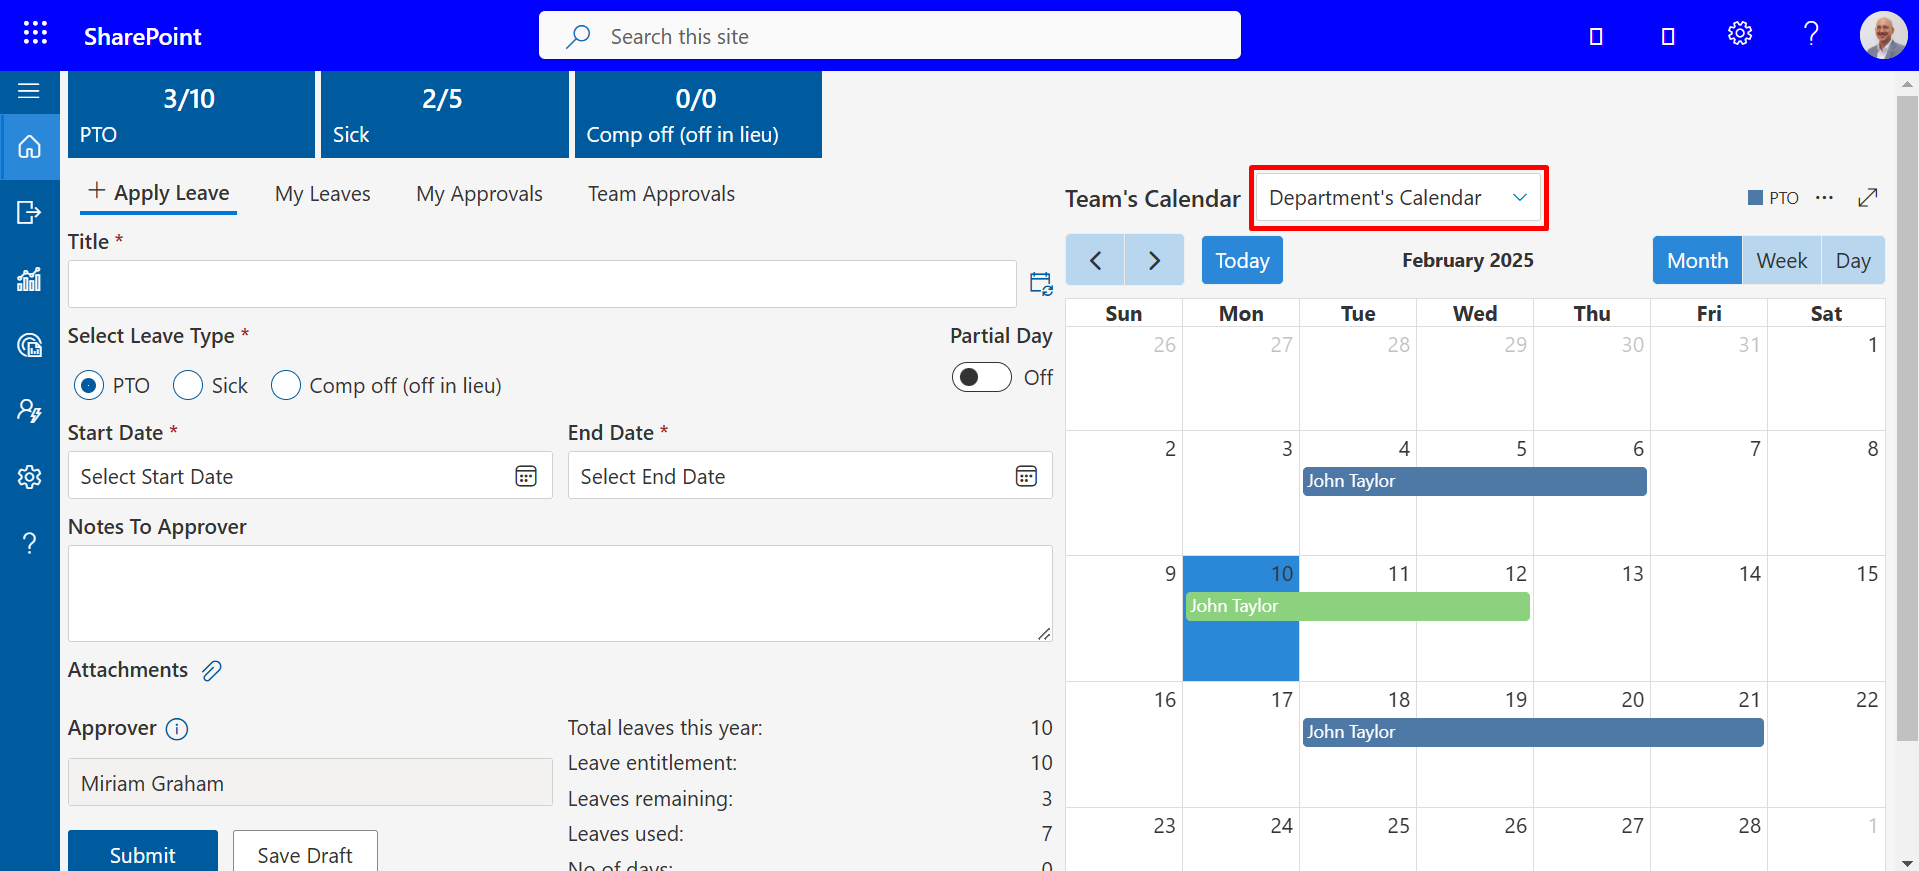 SharePoint
Search this site
3/10
PTO
2/5
Sick
0/0
Comp off (off in lieu)
Apply Leave
My Leaves
My Approvals
Team Approvals
Title *
Select Leave Type *
Partial Day
PTO
Sick
Comp off (off in lieu)
Off
Start Date *
End Date *
Select Start Date
Select End Date
Notes To Approver
Attachments
Approver
Miriam Graham
Total leaves this year: 10
Leave entitlement: 10
Leaves remaining: 3
Leaves used: 7
No of days: 0
Submit
Save Draft
Team's Calendar
Department's Calendar
PTO
Today
February 2025
Month
Week
Day
Sun Mon Tue Wed Thu Fri Sat
26 27 28 29 30 31 1
2 3 4 5 6 7 8
John Taylor
9 10 11 12 13 14 15
John Taylor
16 17 18 19 20 21 22
John Taylor
23 24 25 26 27 28 1